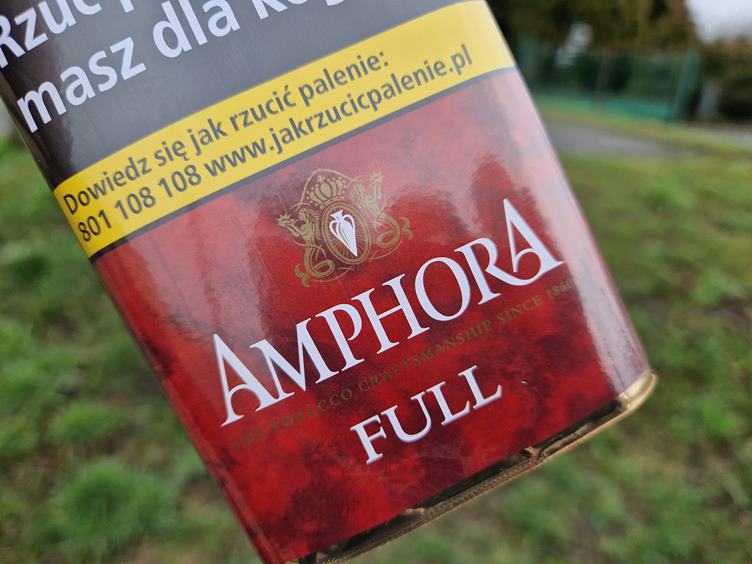 Rzuć
masz dla
Dowiedz się jak rzucić palenie:
801 108 108 www.jakrzucicpalenie.pl
AMPHORA
PIPE TOBACCO CRAFTSMANSHIP SINCE 1860
FULL